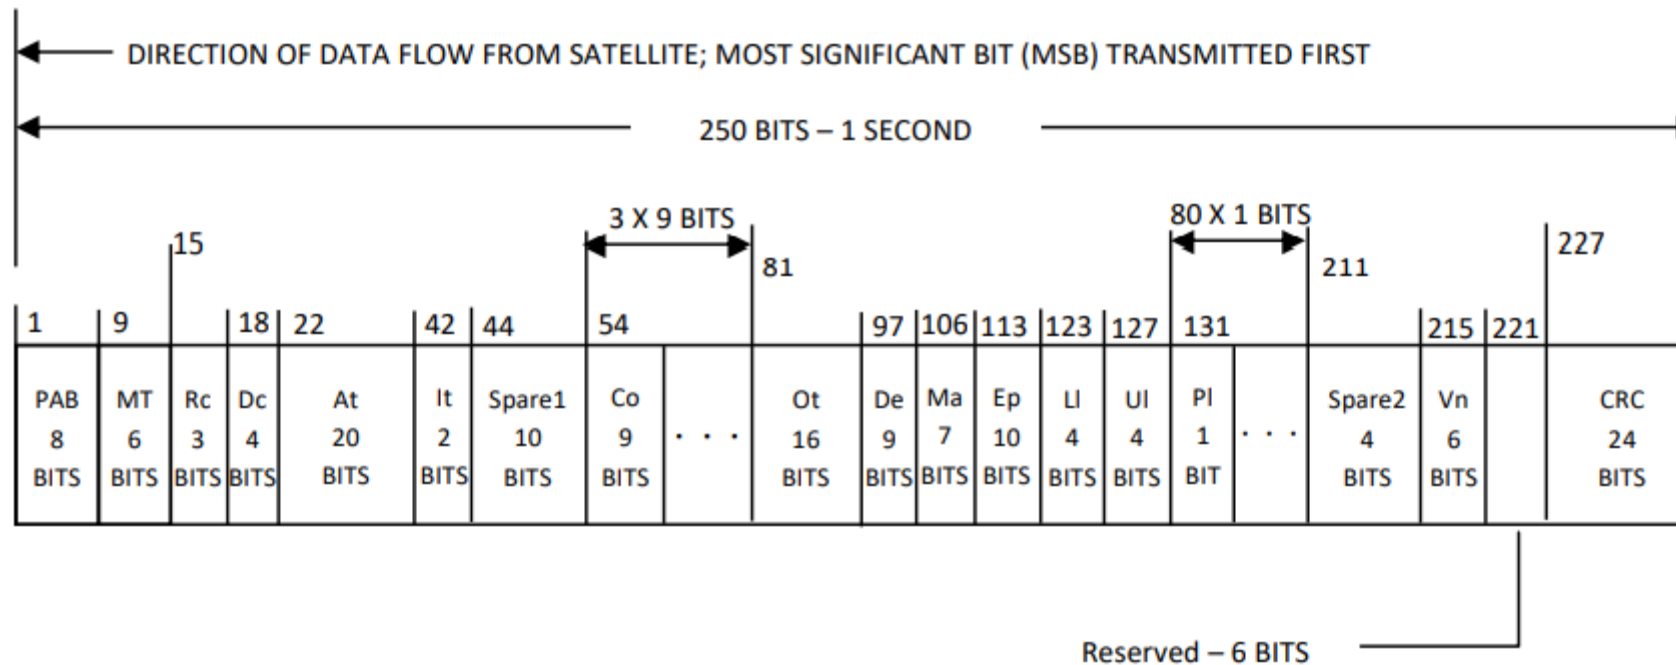 DIRECTION OF DATA FLOW FROM SATELLITE; MOST SIGNIFICANT BIT (MSB) TRANSMITTED FIRST
250 BITS – 1 SECOND
3 X 9 BITS
80 X 1 BITS
15
81
211
227
1 9 18 22 42 44 54 97 106 113 123 127 131 215 221
PAB MT Rc Dc At It Spare1 Co Ot De Ma Ep Ll Ul Pl Spare2 Vn CRC
8 6 3 4 20 2 10 9 . . . 16 9 7 10 4 4 1 . . . 4 6 24
BITS BITS BITS BITS BITS BITS BITS BITS BITS BITS BITS BITS BITS BITS BIT BITS BITS BITS
Reserved – 6 BITS